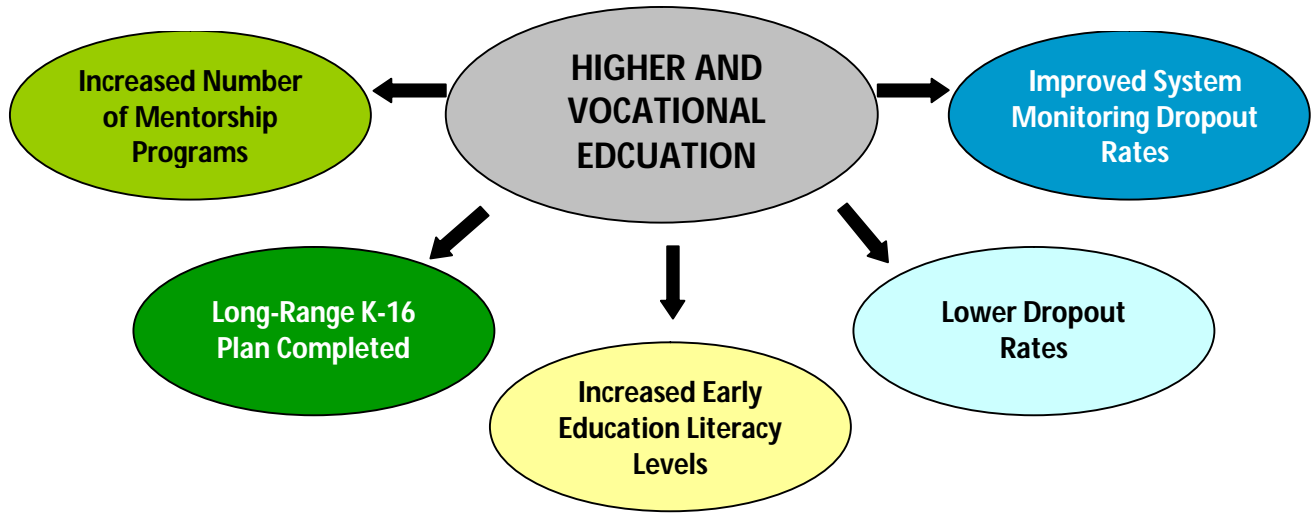 HIGHER AND
VOCATIONAL
EDCUATION
Increased Number
of Mentorship
Programs
Improved System
Monitoring Dropout
Rates
Long-Range K-16
Plan Completed
Lower Dropout
Rates
Increased Early
Education Literacy
Levels